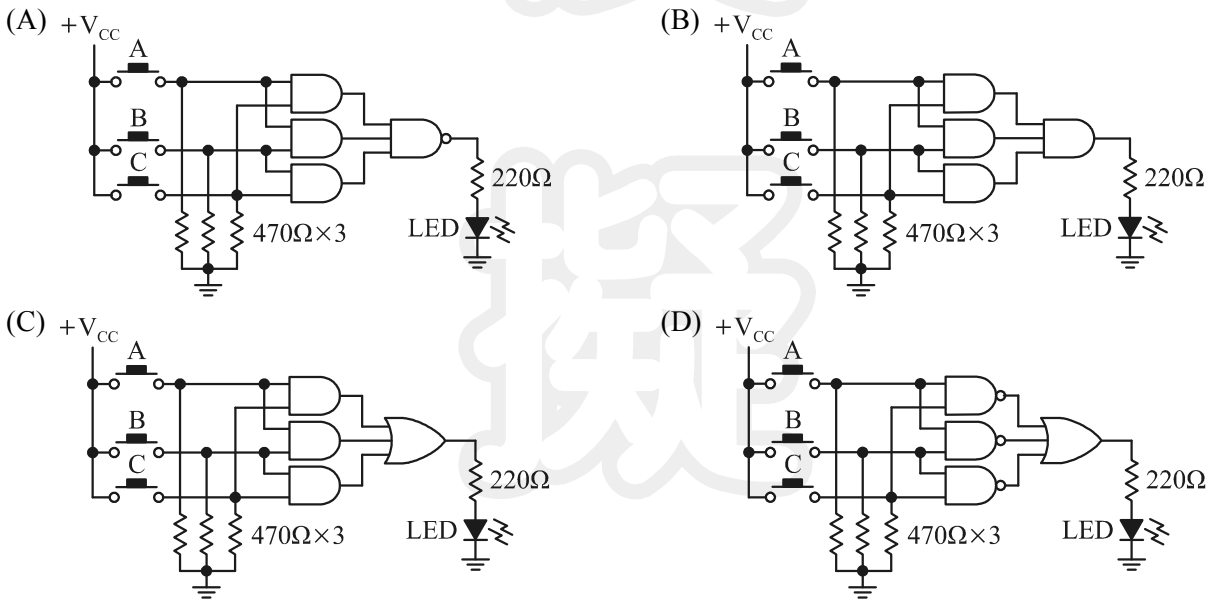 (A) +VCC
A
B
C
220Ω
LED
470Ω×3
(B) +VCC
A
B
C
220Ω
LED
470Ω×3
(C) +VCC
A
B
C
220Ω
LED
470Ω×3
(D) +VCC
A
B
C
220Ω
LED
470Ω×3